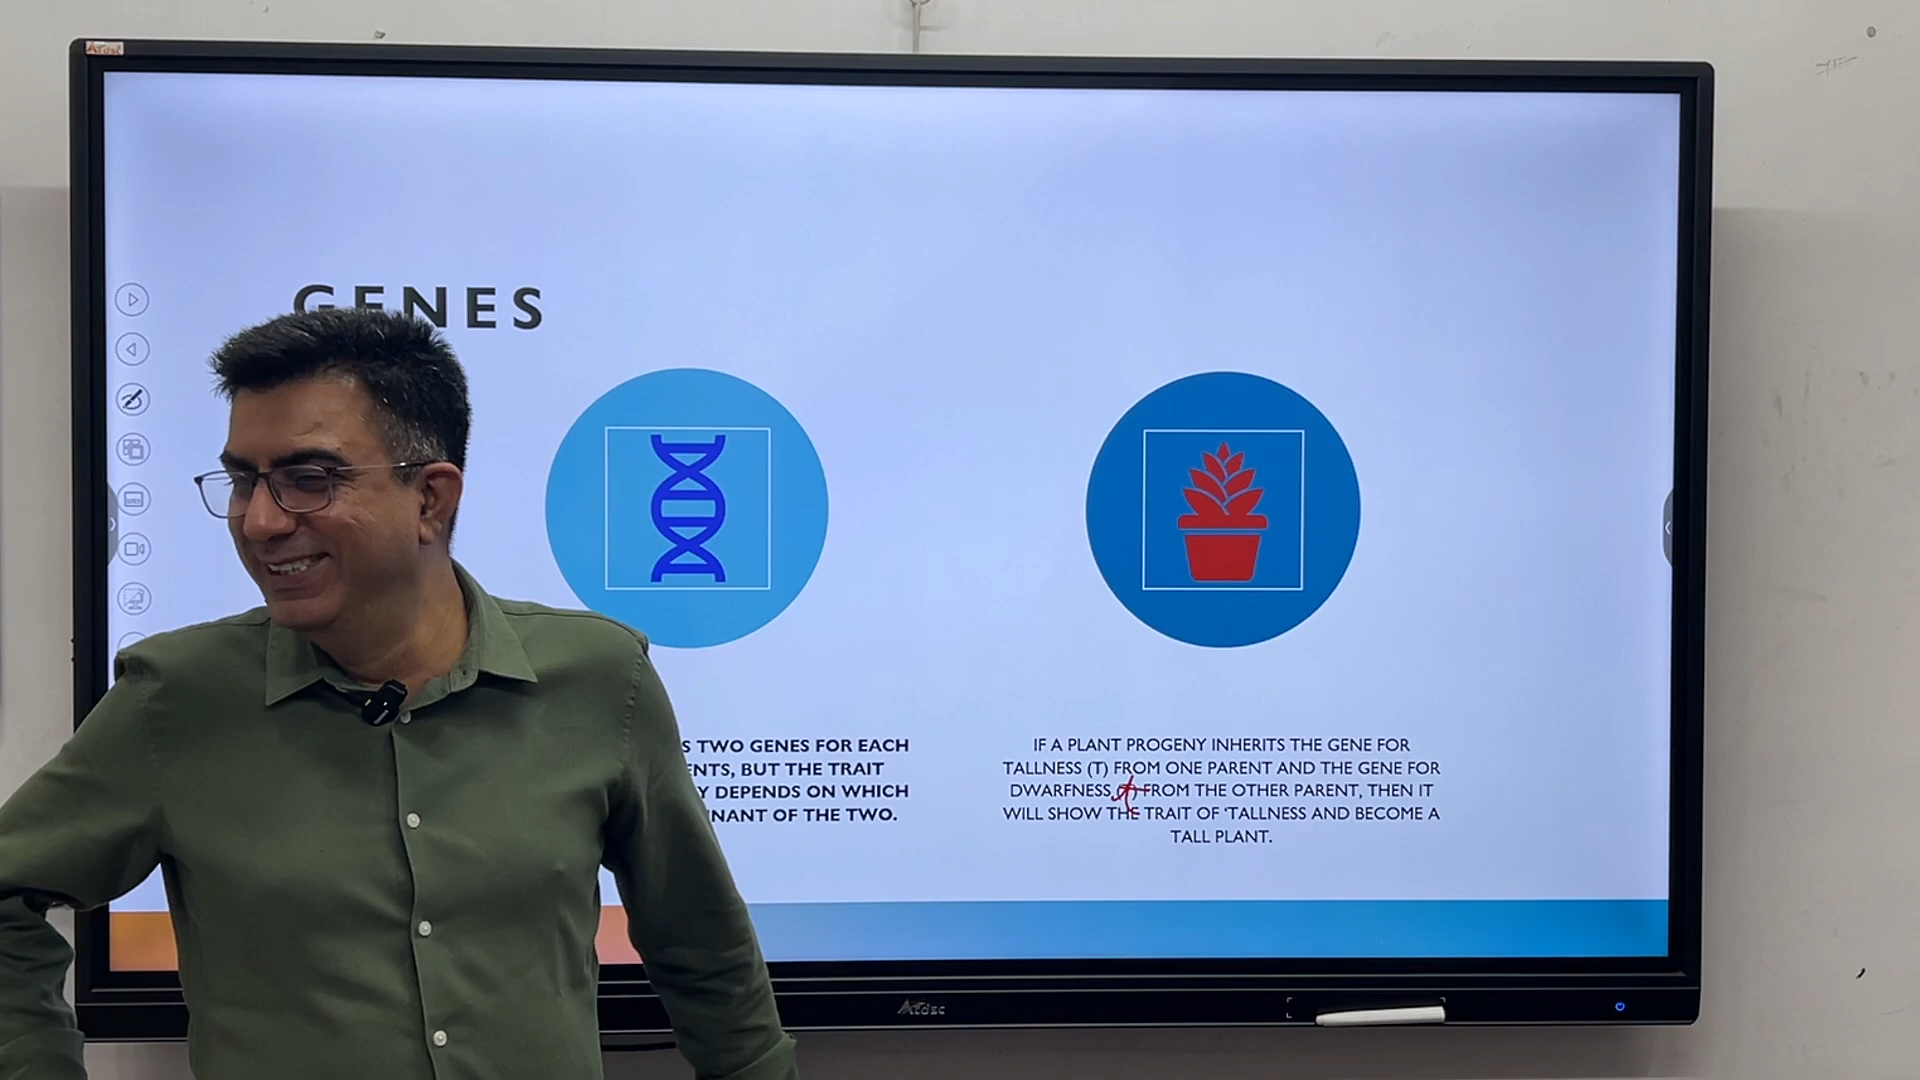 Atdsc
GENES
S TWO GENES FOR EACH
ENTS, BUT THE TRAIT
Y DEPENDS ON WHICH
NANT OF THE TWO.
IF A PLANT PROGENY INHERITS THE GENE FOR
TALLNESS (T) FROM ONE PARENT AND THE GENE FOR
DWARFNESS (t) FROM THE OTHER PARENT, THEN IT
WILL SHOW THE TRAIT OF ‘TALLNESS AND BECOME A
TALL PLANT.
Atdsc